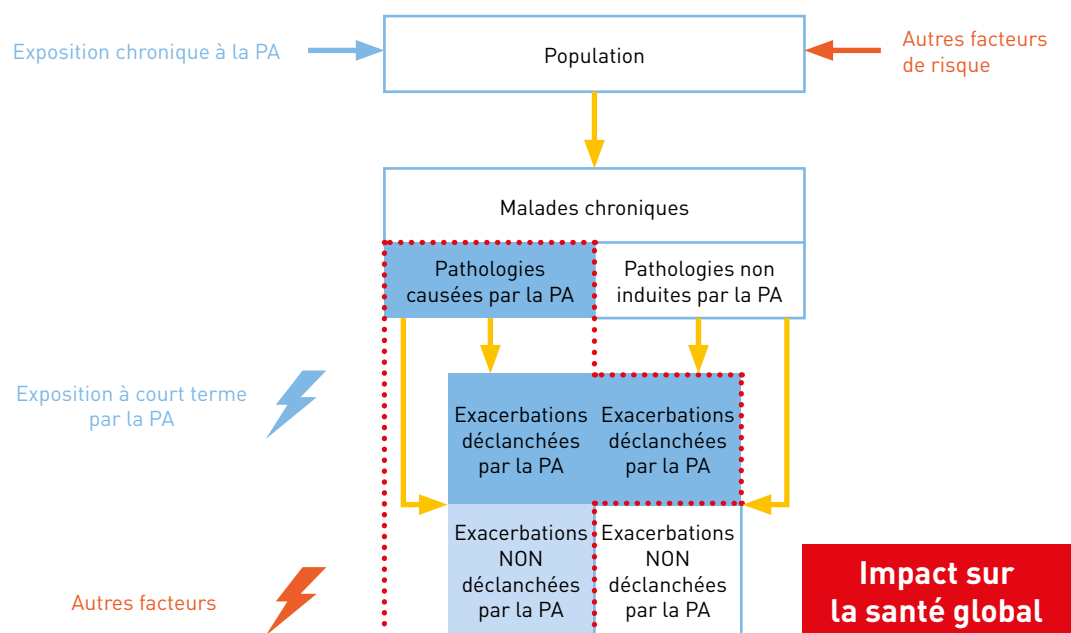 Exposition chronique à la PA
Population
Autres facteurs
de risque
Malades chroniques
Pathologies
causées par la PA
Pathologies non
induites par la PA
Exposition à court terme
par la PA
Exacerbations
déclanchées
par la PA
Exacerbations
déclanchées
par la PA
Autres facteurs
Exacerbations
NON
déclanchées
par la PA
Exacerbations
NON
déclanchées
par la PA
Impact sur
la santé global